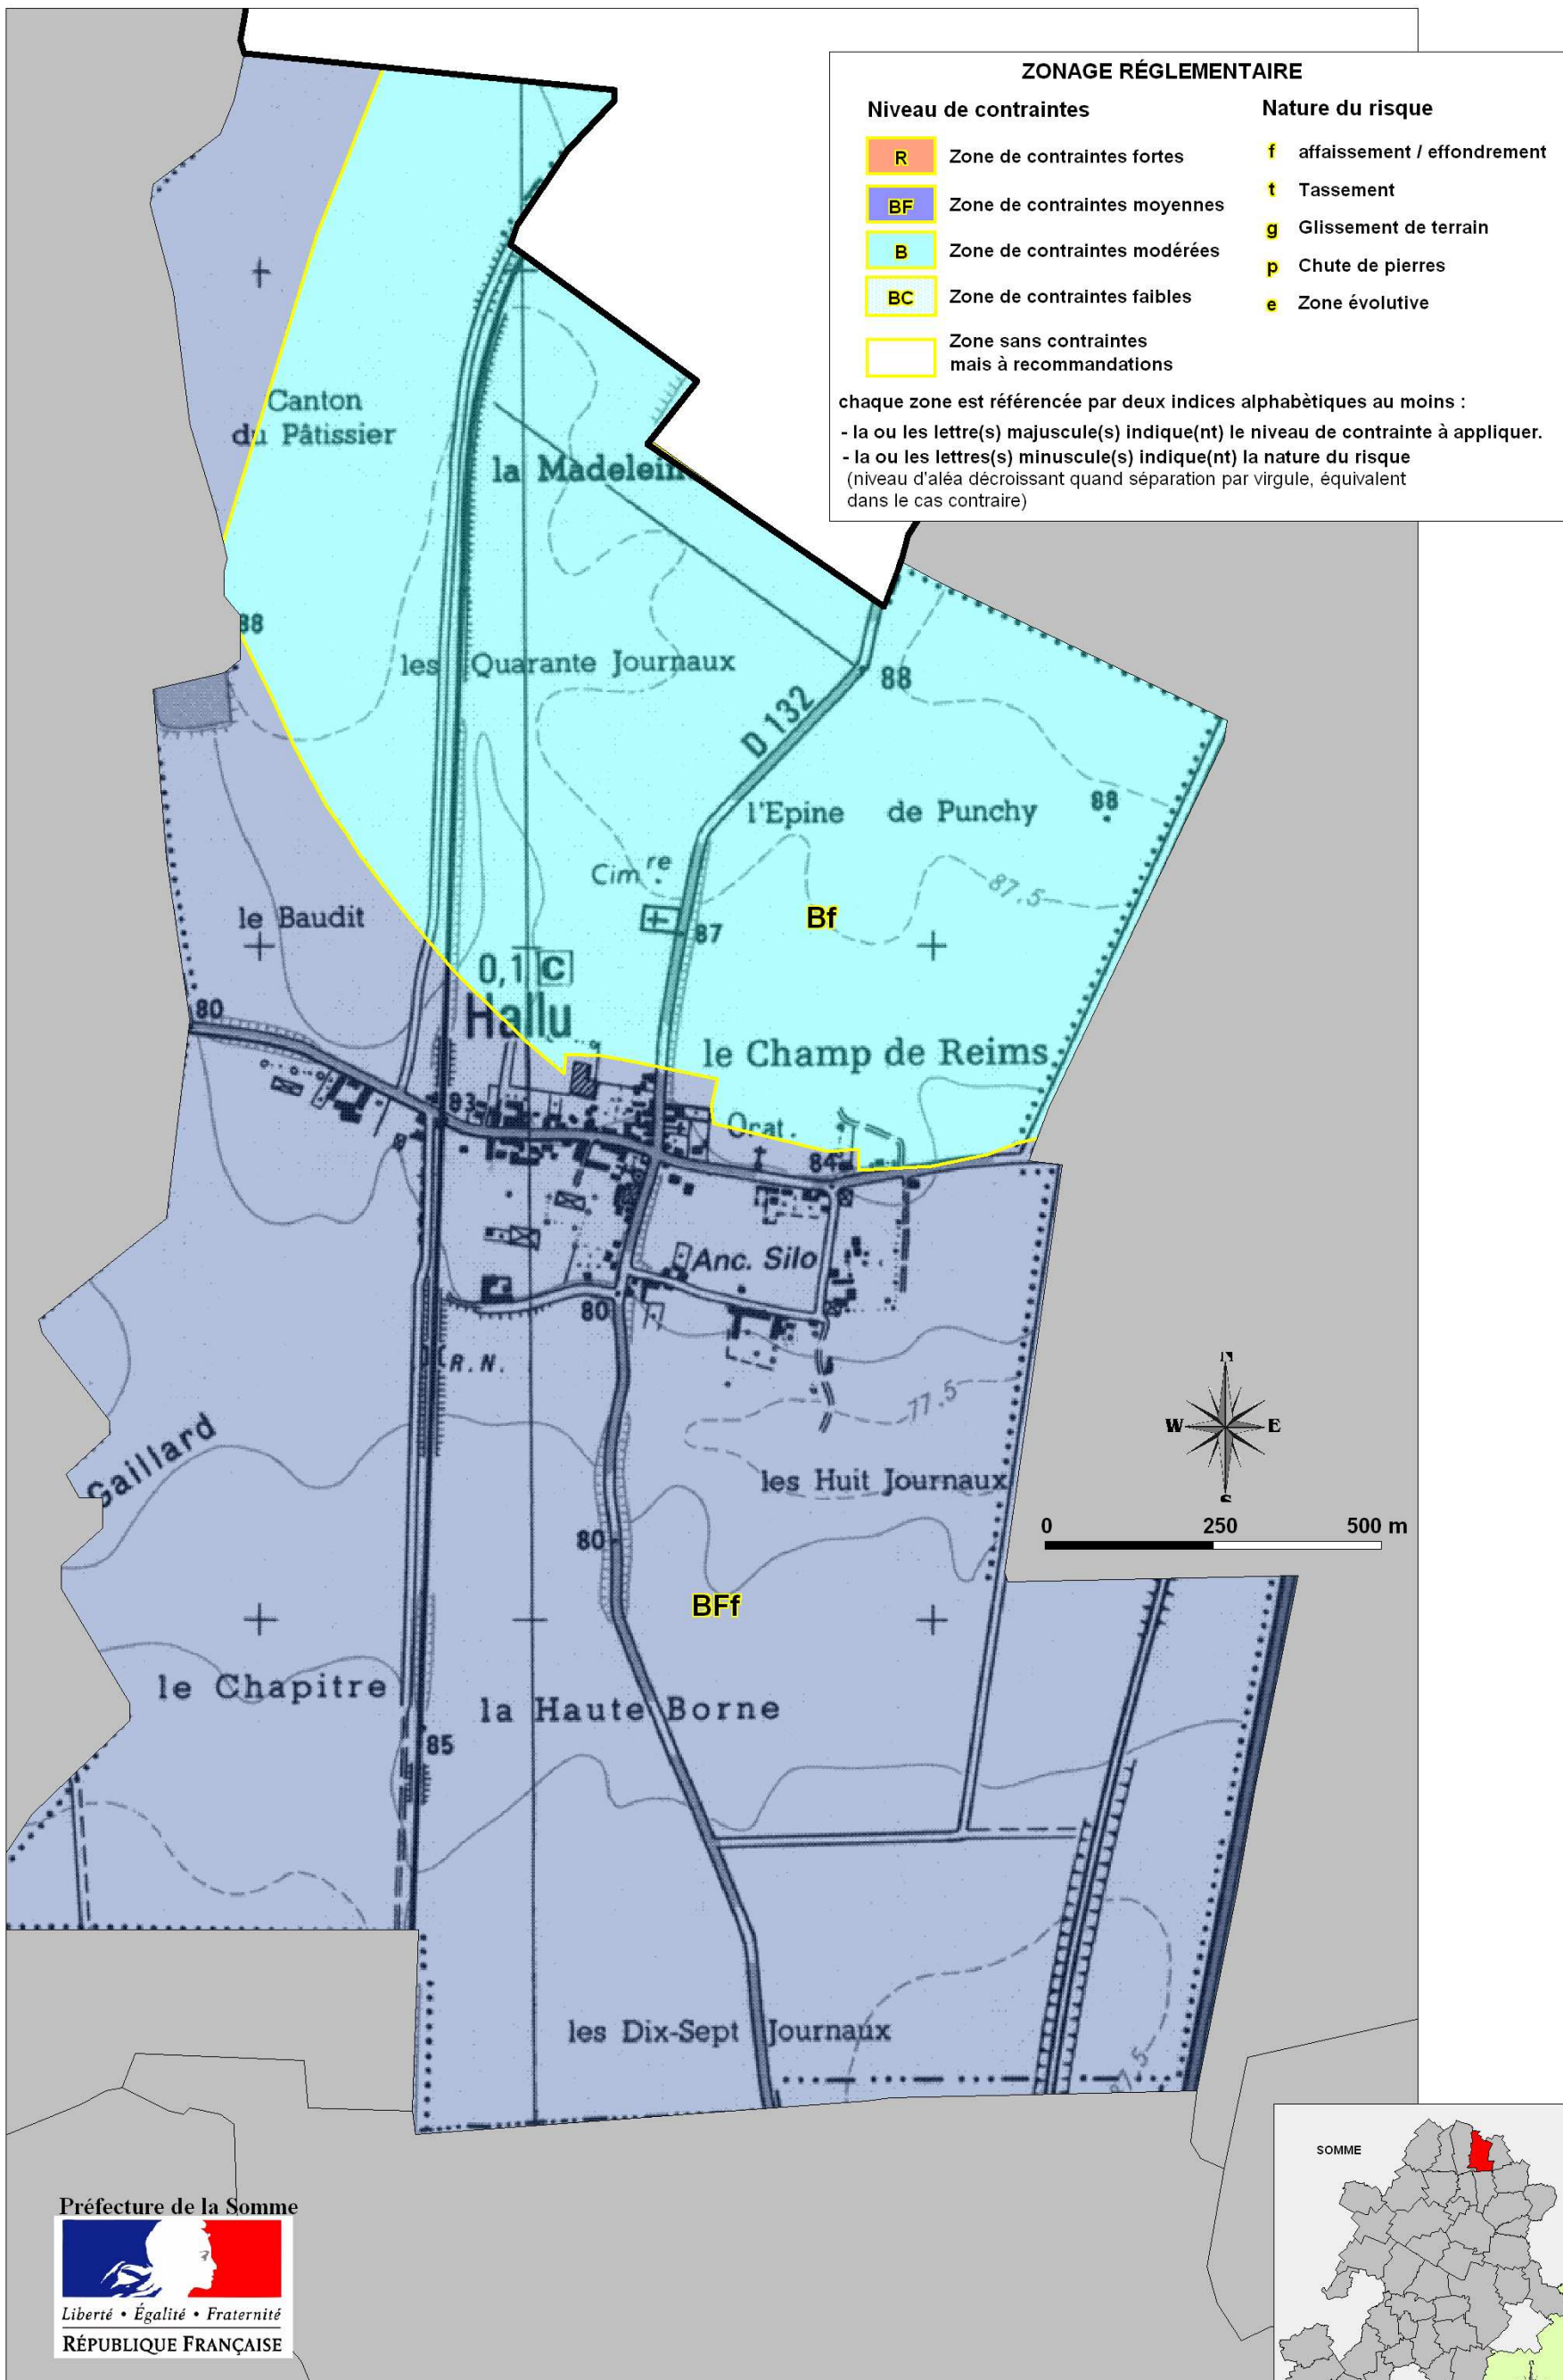 ZONAGE RÉGLEMENTAIRE
Niveau de contraintes
R Zone de contraintes fortes
BF Zone de contraintes moyennes
B Zone de contraintes modérées
BC Zone de contraintes faibles
Zone sans contraintes
mais à recommandations
Nature du risque
f affaissement / effondrement
t Tassement
g Glissement de terrain
p Chute de pierres
e Zone évolutive
chaque zone est référencée par deux indices alphabètiques au moins :
- la ou les lettre(s) majuscule(s) indique(nt) le niveau de contrainte à appliquer.
- la ou les lettres(s) minuscule(s) indique(nt) la nature du risque
(niveau d'aléa décroissant quand séparation par virgule, équivalent
dans le cas contraire)
Canton
du Pâtissier
la Madelein
88
les Quarante Journaux
88
D 132
l'Epine de Punchy
88
Cim.re
87.5
le Baudit
Bf
87
0,1 C
Hallu
80
le Champ de Reims
83
Orat.
84
Anc. Silo
80
R.N.
77.5
Gaillard
les Huit Journaux
N
W E
S
0 250 500 m
80
BFf
le Chapitre
la Haute Borne
85
les Dix-Sept Journaux
87.5
SOMME
Préfecture de la Somme
Liberté • Égalité • Fraternité
RÉPUBLIQUE FRANÇAISE